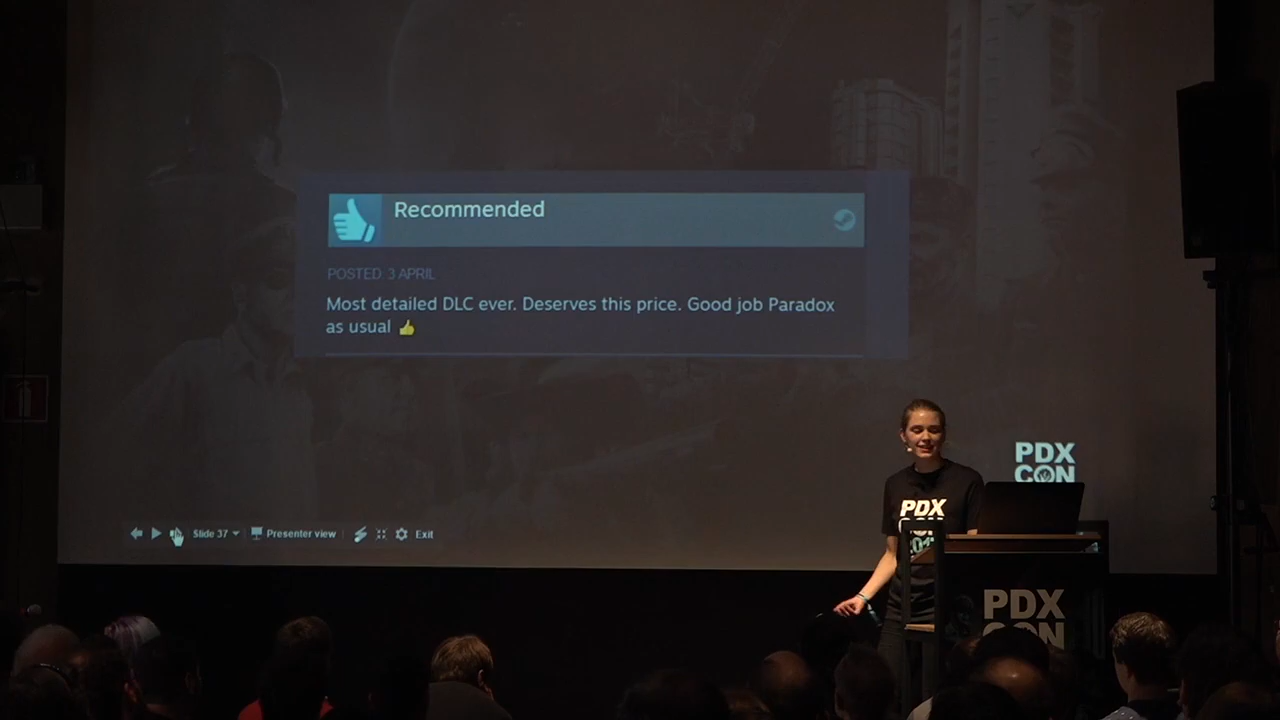 Recommended
POSTED: 3 APRIL
Most detailed DLC ever. Deserves this price. Good job Paradox
as usual 👍
PDX
CON
Slide 37
Presenter view
Exit
PDX
CON
PDX
CON